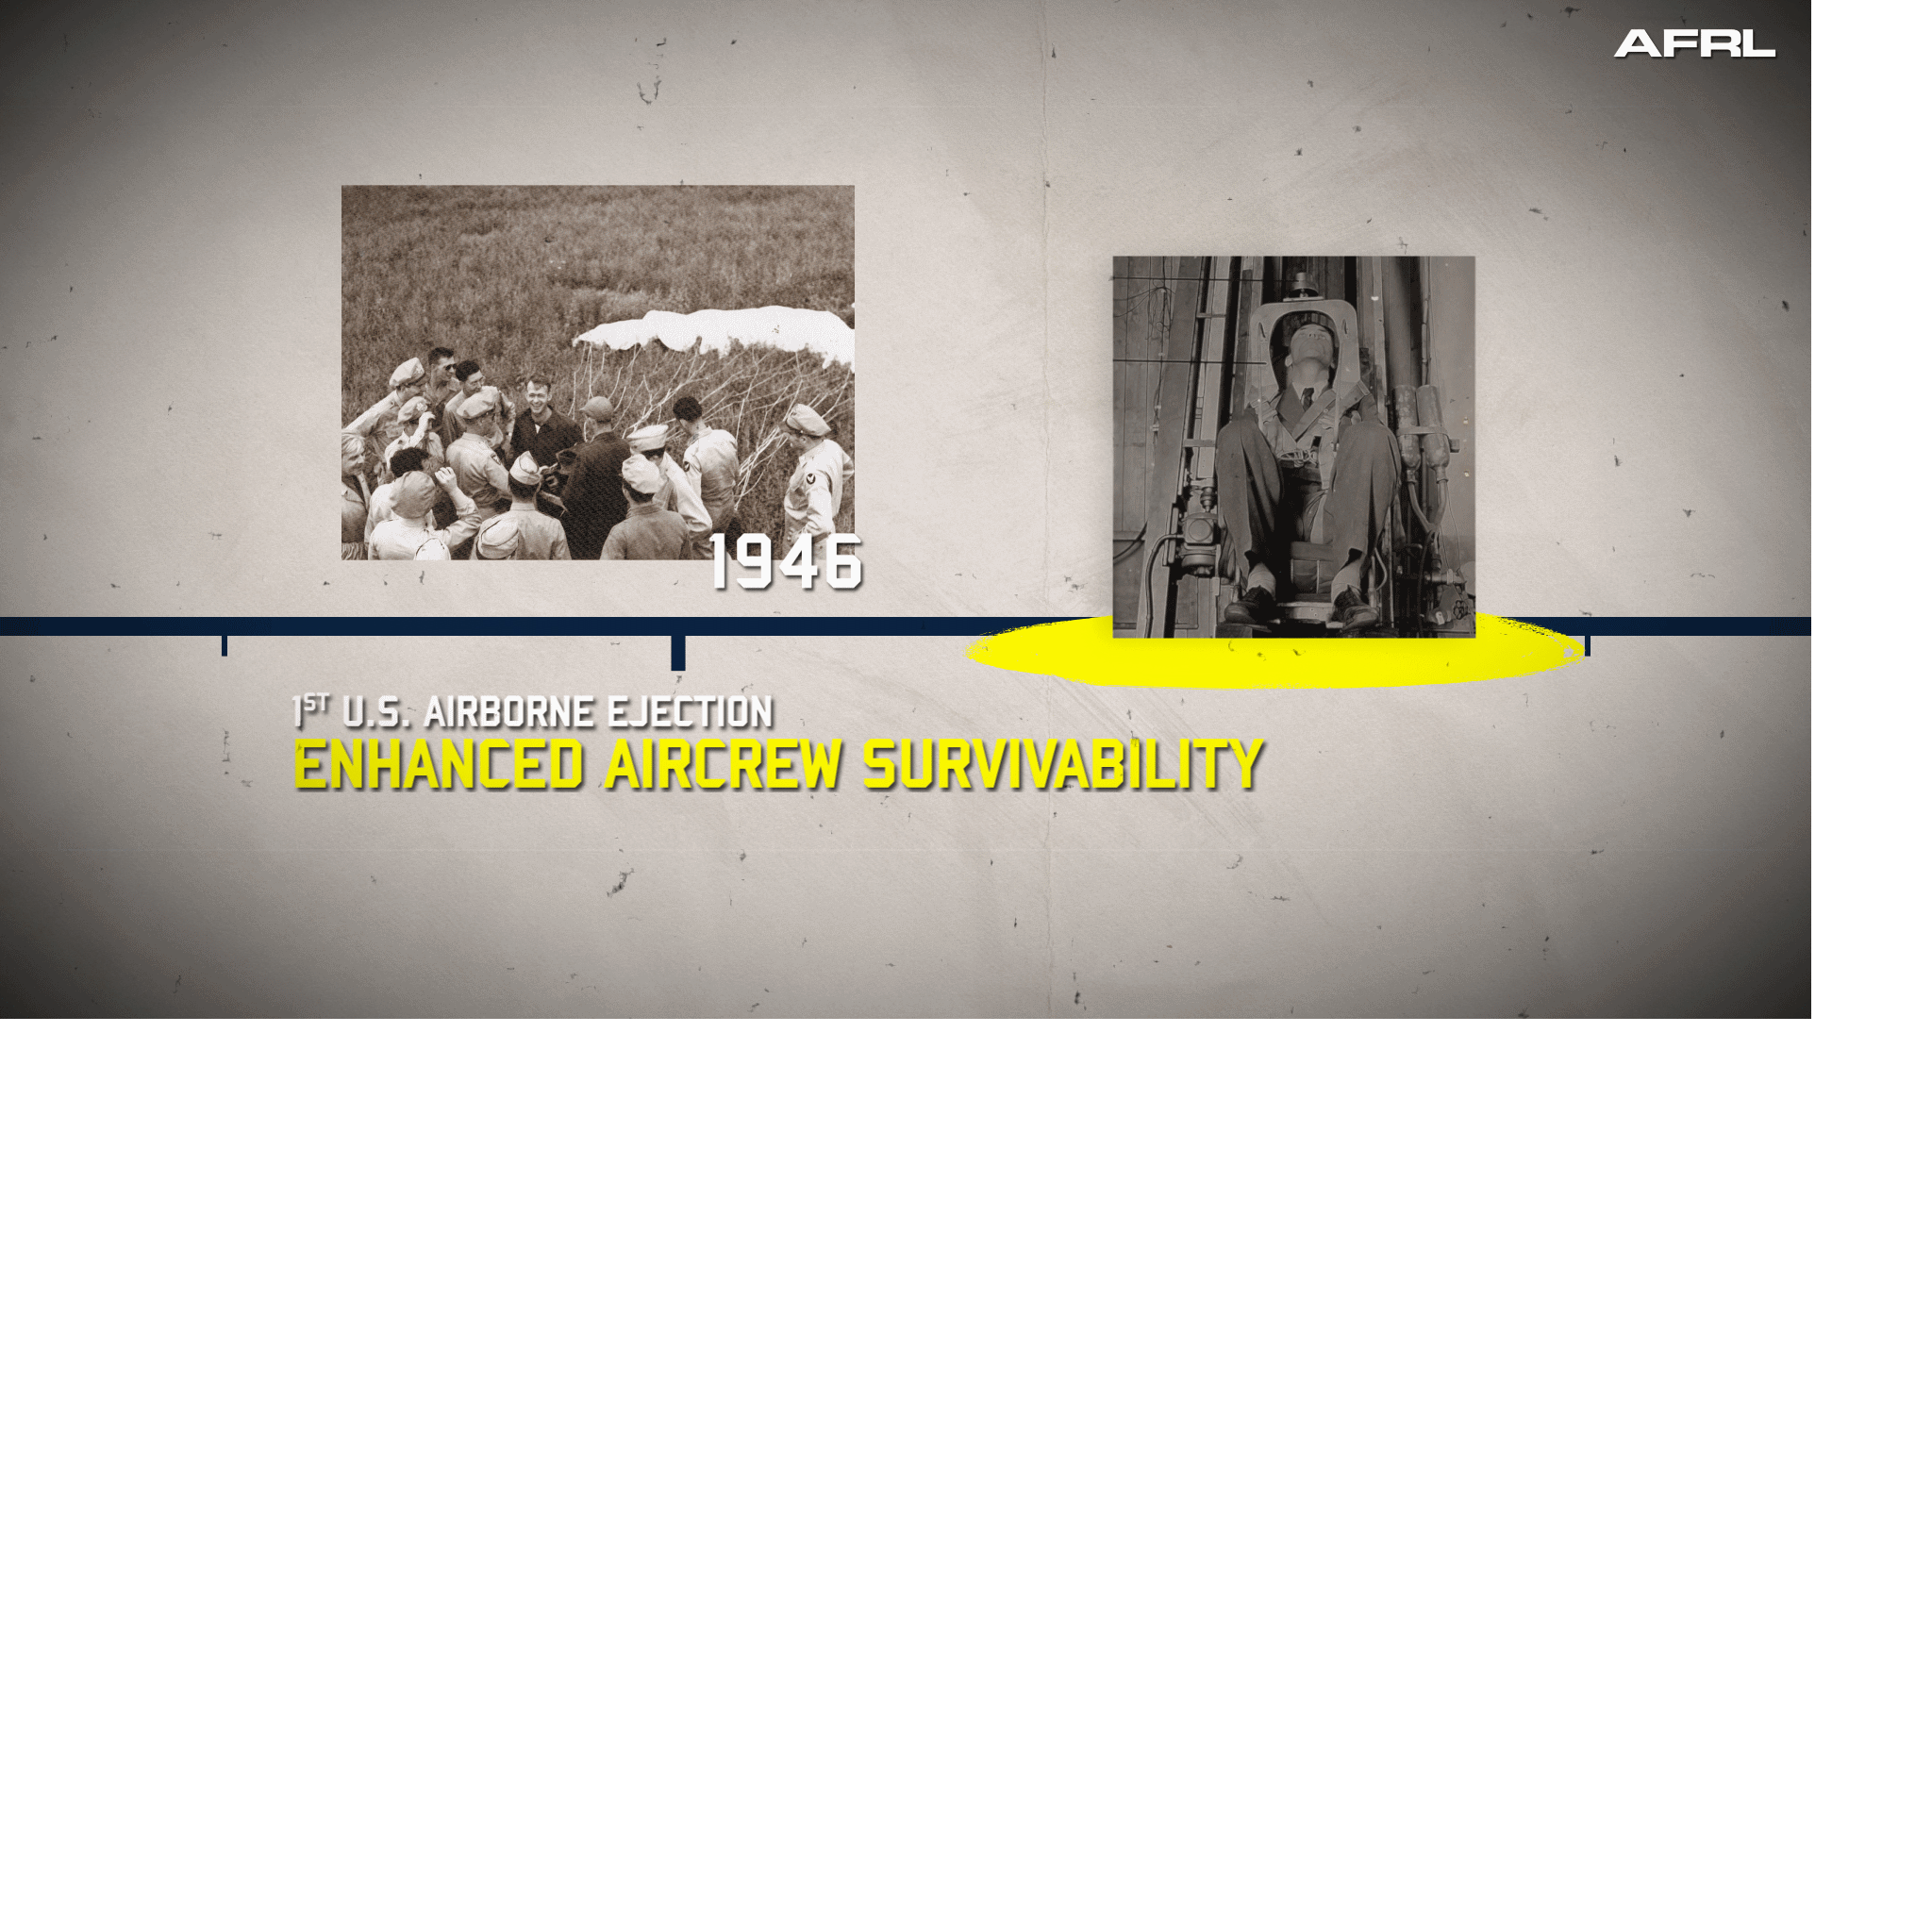 AFRL
1946
1ST U.S. AIRBORNE EJECTION
ENHANCED AIRCREW SURVIVABILITY